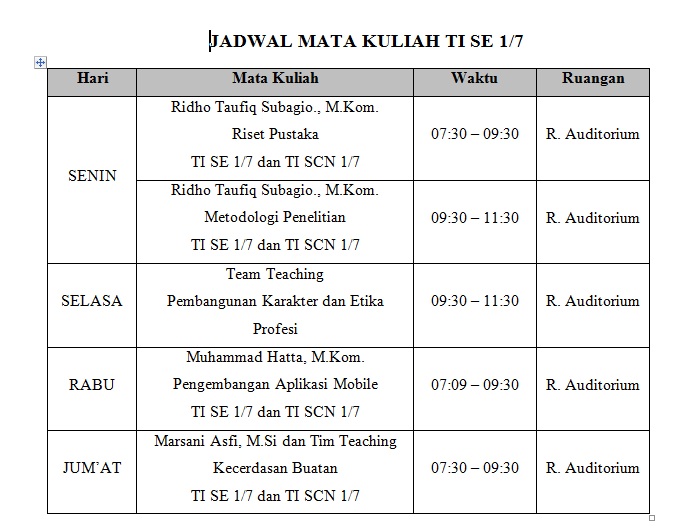 JADWAL MATA KULIAH TI SE 1/7
Hari Mata Kuliah Waktu Ruangan
SENIN
Ridho Taufiq Subagio., M.Kom.
Riset Pustaka
TI SE 1/7 dan TI SCN 1/7
07:30 – 09:30
R. Auditorium
Ridho Taufiq Subagio., M.Kom.
Metodologi Penelitian
TI SE 1/7 dan TI SCN 1/7
09:30 – 11:30
R. Auditorium
SELASA
Team Teaching
Pembangunan Karakter dan Etika
Profesi
09:30 – 11:30
R. Auditorium
RABU
Muhammad Hatta, M.Kom.
Pengembangan Aplikasi Mobile
TI SE 1/7 dan TI SCN 1/7
07:09 – 09:30
R. Auditorium
JUM’AT
Marsani Asfi, M.Si dan Tim Teaching
Kecerdasan Buatan
TI SE 1/7 dan TI SCN 1/7
07:30 – 09:30
R. Auditorium